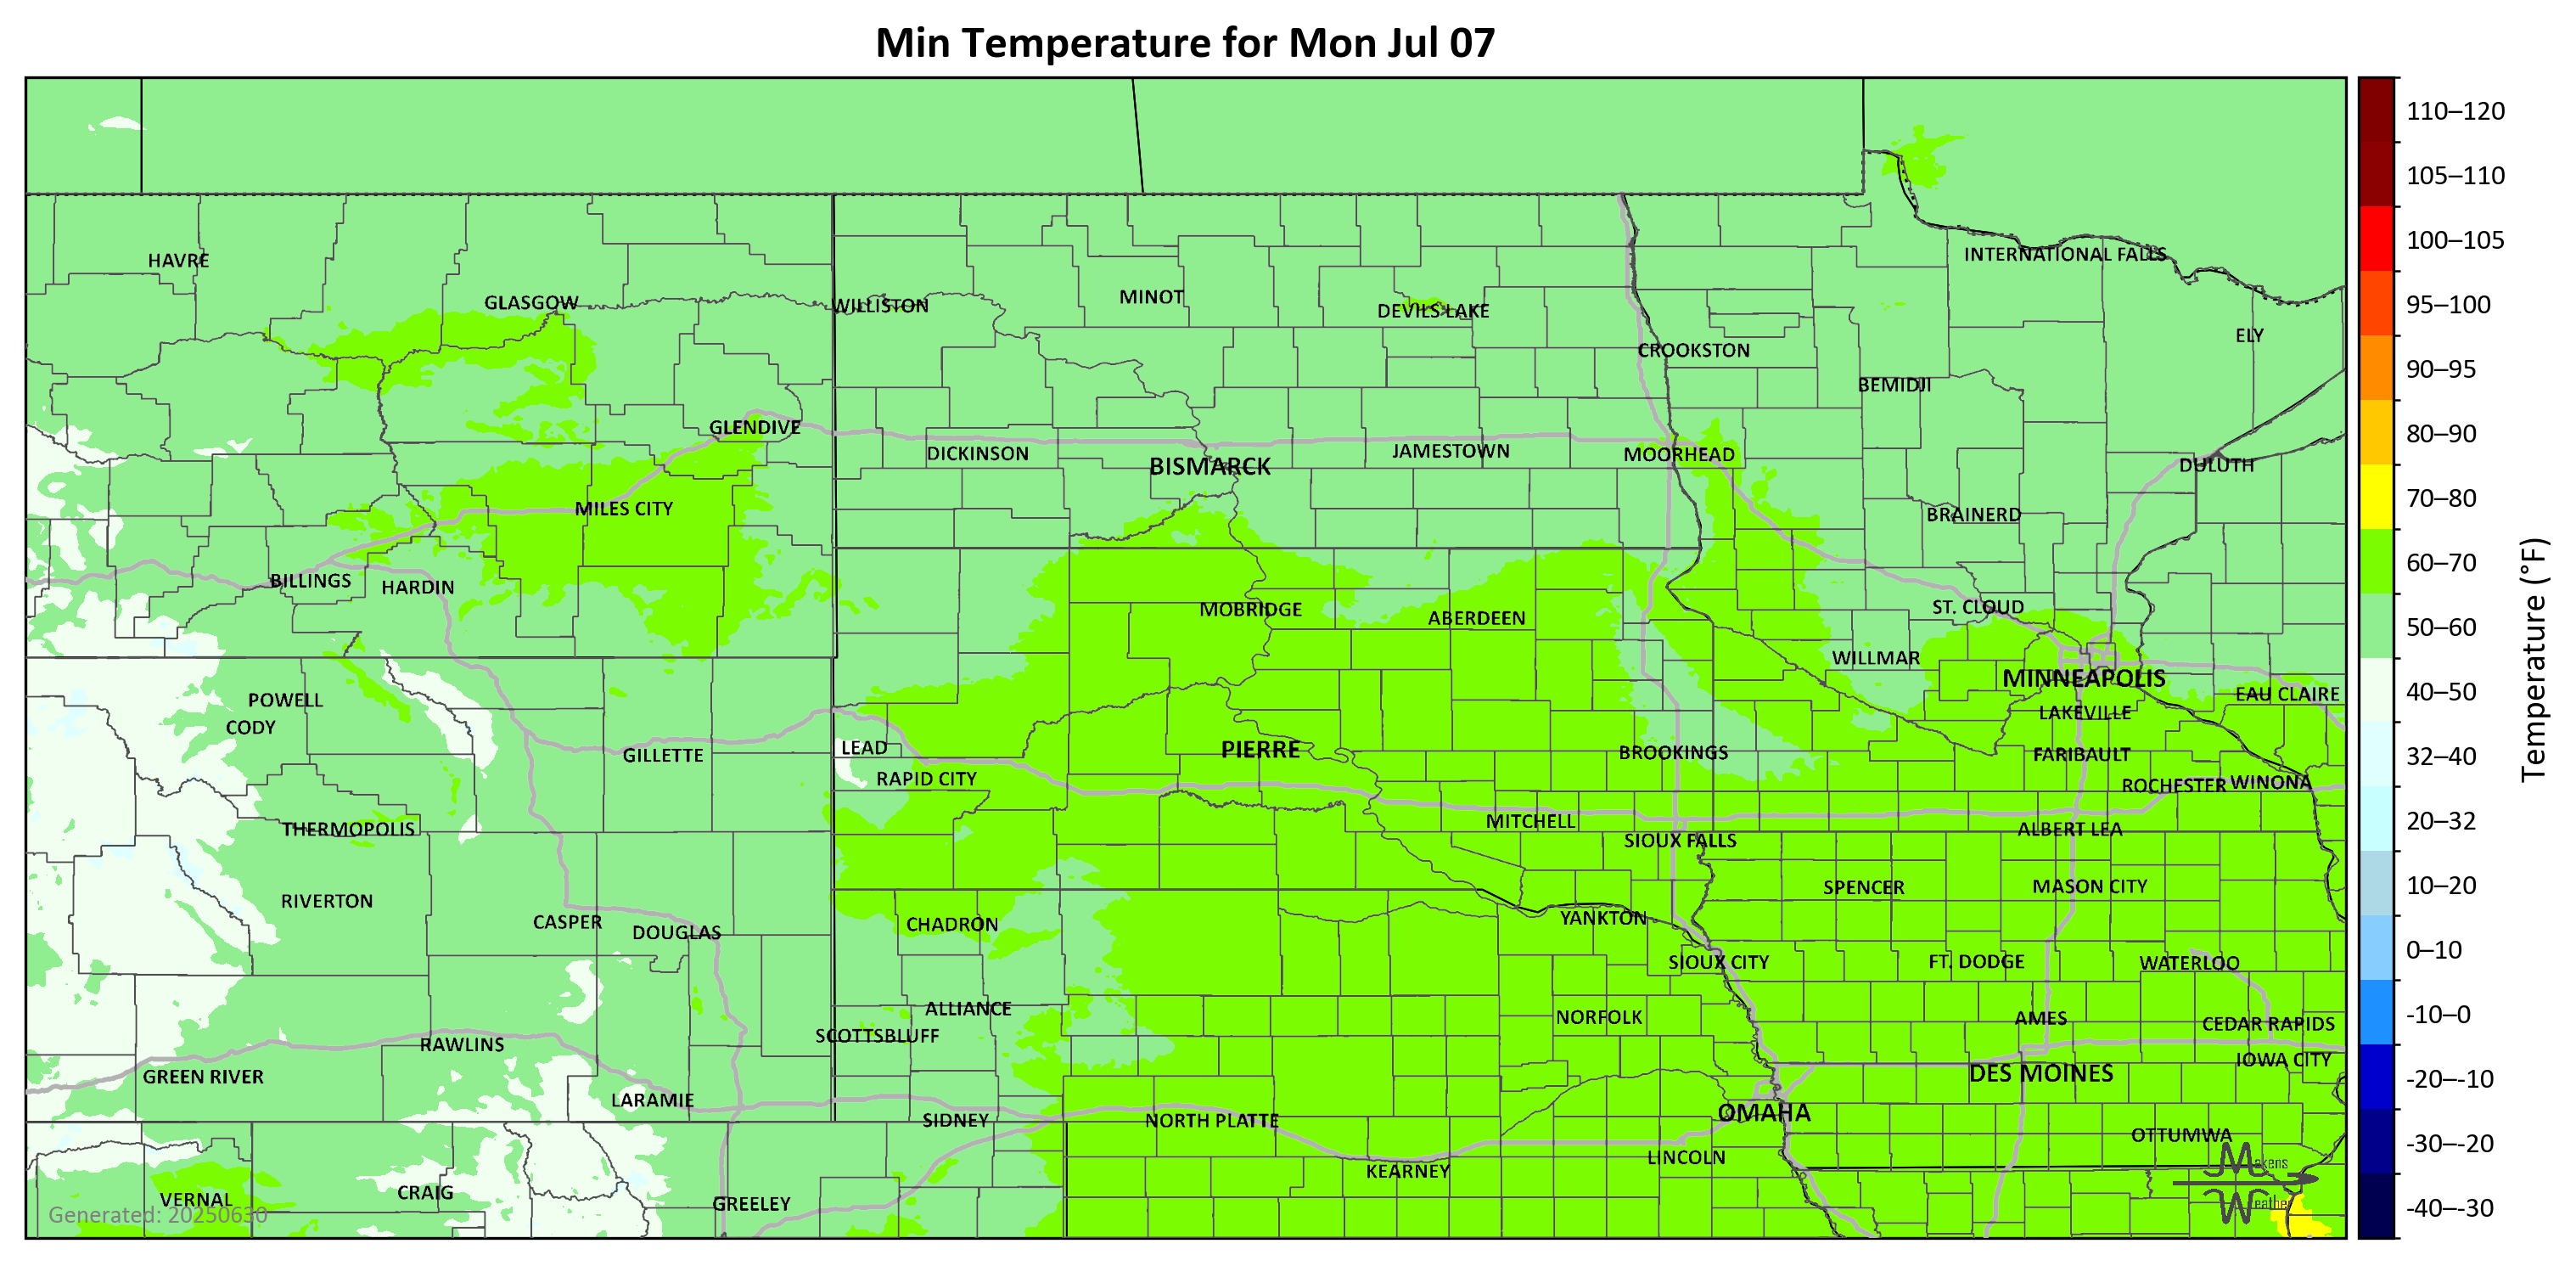 Min Temperature for Mon Jul 07
110–120
105–110
100–105
95–100
90–95
80–90
70–80
60–70
50–60
40–50
32–40
20–32
10–20
0–10
-10–0
-20–-10
-30–-20
-40–-30
Temperature (°F)
HAVRE
INTERNATIONAL FALLS
GLASGOW
WILLISTON
MINOT
DEVILS LAKE
ELY
CROOKSTON
BEMIDJI
GLENDIVE
DICKINSON
BISMARCK
JAMESTOWN
MOORHEAD
DULUTH
MILES CITY
BRAINERD
BILLINGS
HARDIN
MOBRIDGE
ABERDEEN
ST. CLOUD
WILLMAR
MINNEAPOLIS
EAU CLAIRE
POWELL
CODY
LAKEVILLE
GILLETTE
LEAD
PIERRE
BROOKINGS
FARIBAULT
RAPID CITY
ROCHESTER
WINONA
THERMOPOLIS
MITCHELL
SIOUX FALLS
ALBERT LEA
RIVERTON
SPENCER
MASON CITY
CASPER
DOUGLAS
CHADRON
YANKTON
SIOUX CITY
FT. DODGE
WATERLOO
ALLIANCE
NORFOLK
AMES
CEDAR RAPIDS
SCOTTSBLUFF
RAWLINS
IOWA CITY
GREEN RIVER
DES MOINES
LARAMIE
SIDNEY
NORTH PLATTE
OMAHA
OTTUMWA
LINCOLN
KEARNEY
VERNAL
CRAIG
GREELEY
Generated: 20250630
Makens
Weather